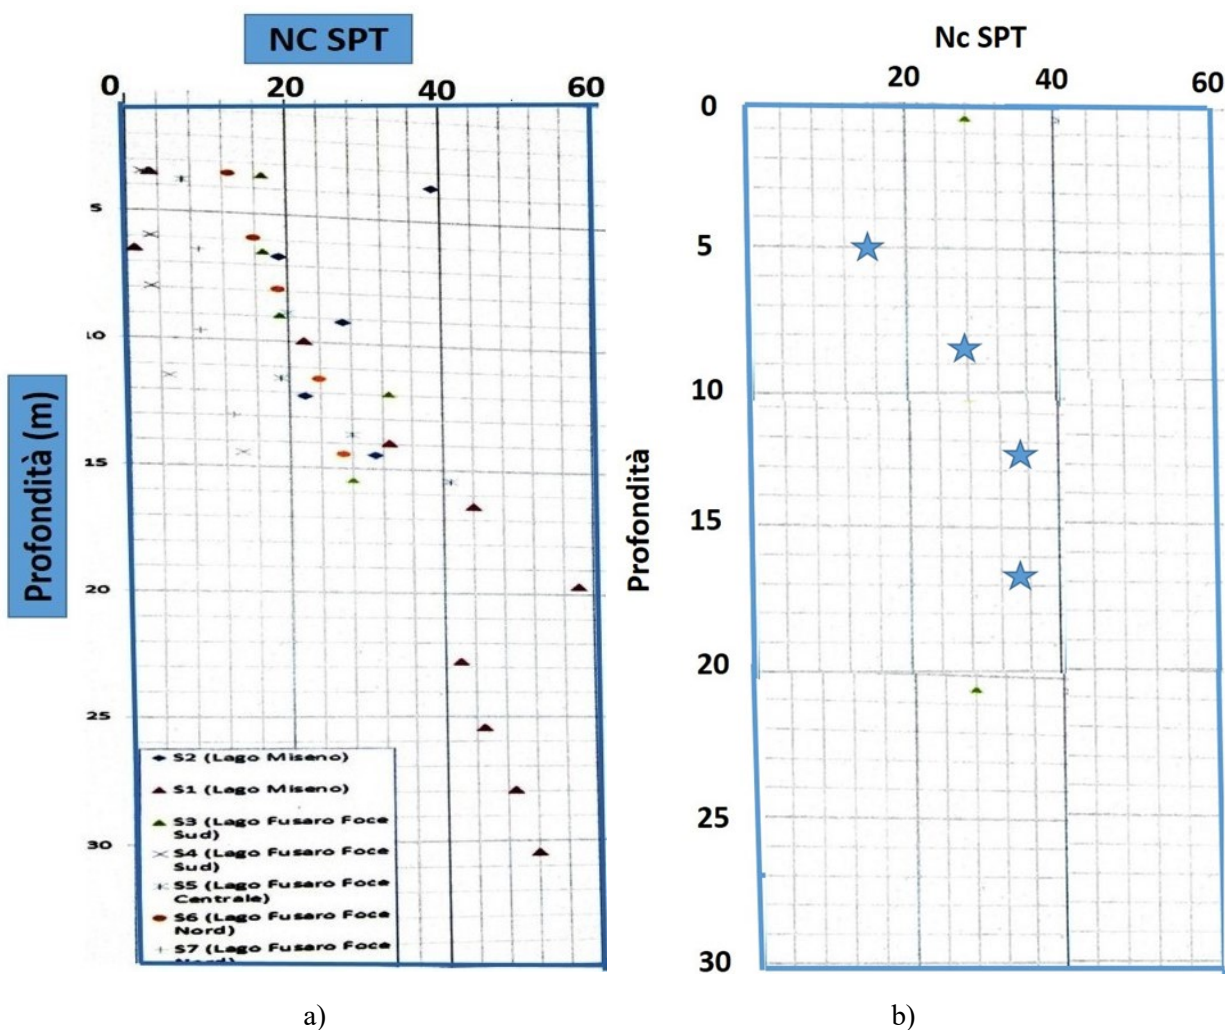 NC SPT
0 20 40 60
5
10
15
20
25
30
Profondità (m)
S2 (Lago Miseno)
S1 (Lago Miseno)
S3 (Lago Fusaro Foce
Sud)
S4 (Lago Fusaro Foce
Sud)
S5 (Lago Fusaro Foce
Centrale)
S6 (Lago Fusaro Foce
Nord)
S7 (Lago Fusaro Foce
a)
Nc SPT
20 40 60
0
5
10
15
20
25
30
Profondità
b)